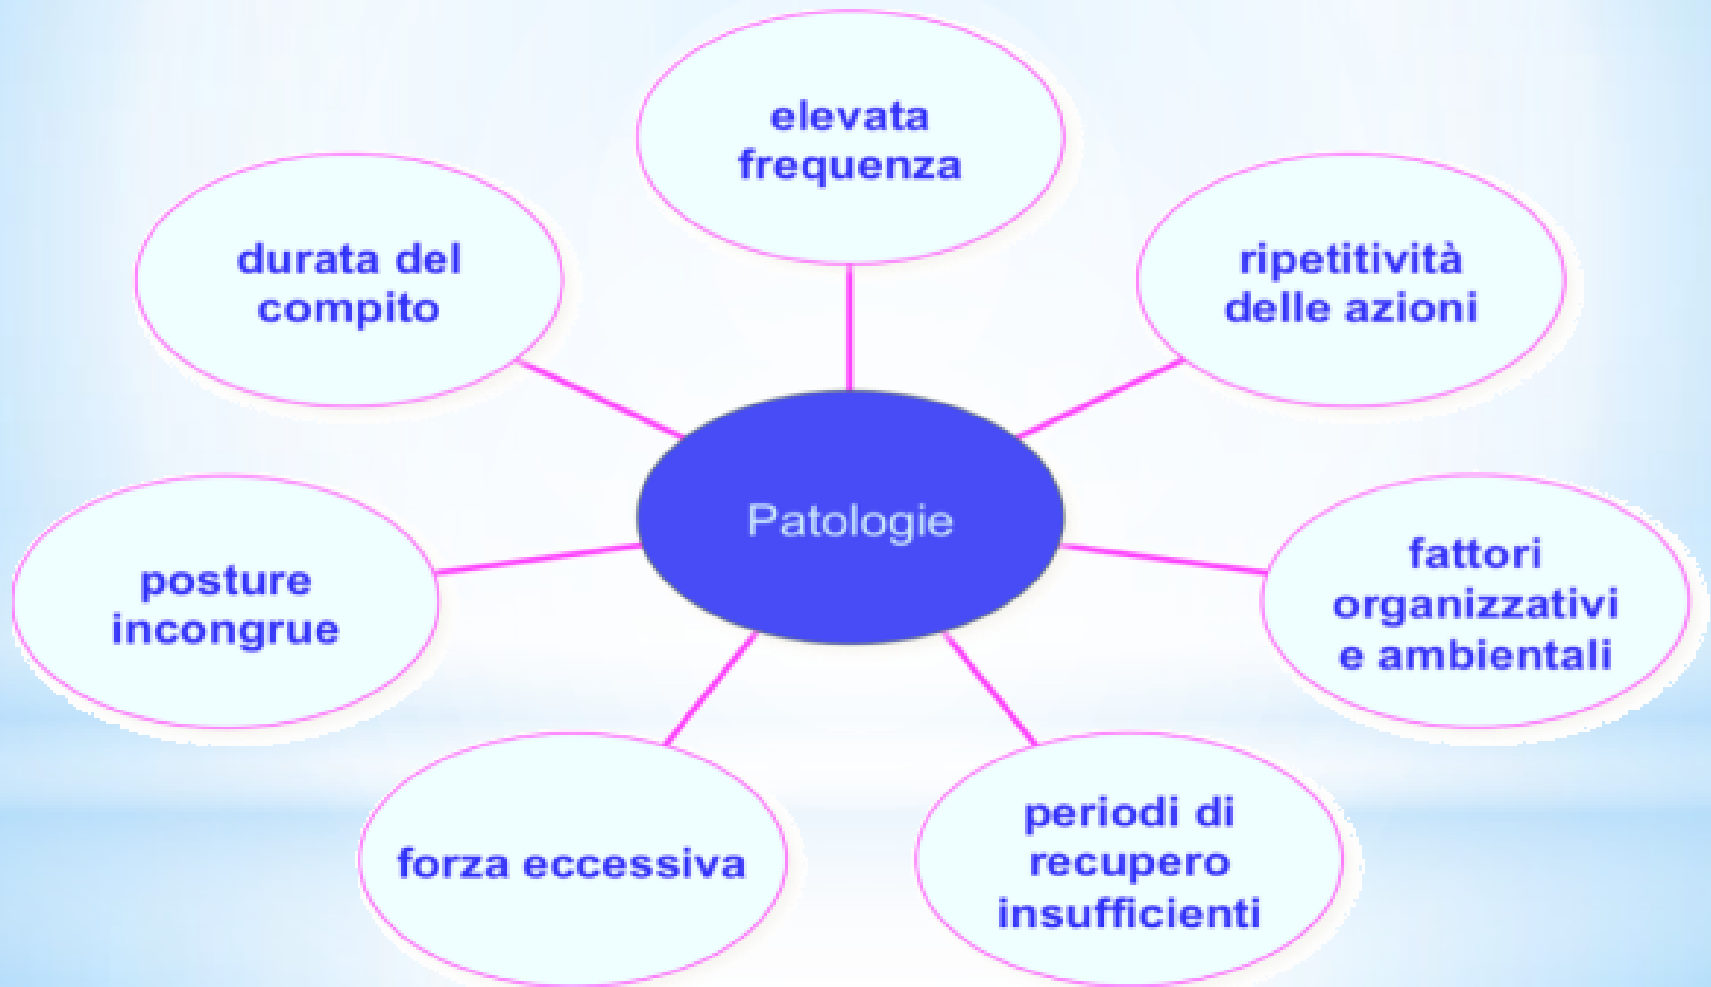 elevata
frequenza
durata del
compito
ripetitività
delle azioni
Patologie
posture
incongrue
fattori
organizzativi
e ambientali
forza eccessiva
periodi di
recupero
insufficienti